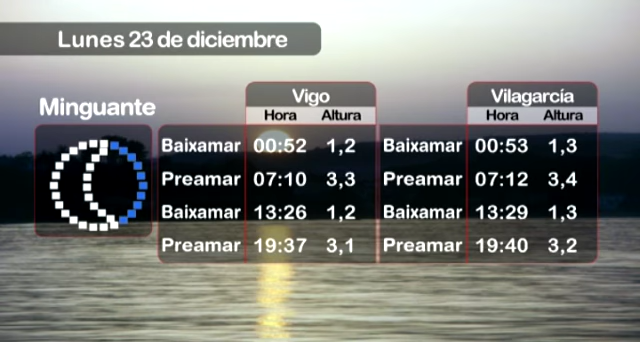 Lunes 23 de diciembre
Minguante
Vigo
Hora Altura
Baixamar 00:52 1,2
Preamar 07:10 3,3
Baixamar 13:26 1,2
Preamar 19:37 3,1
Vilagarcía
Hora Altura
Baixamar 00:53 1,3
Preamar 07:12 3,4
Baixamar 13:29 1,3
Preamar 19:40 3,2